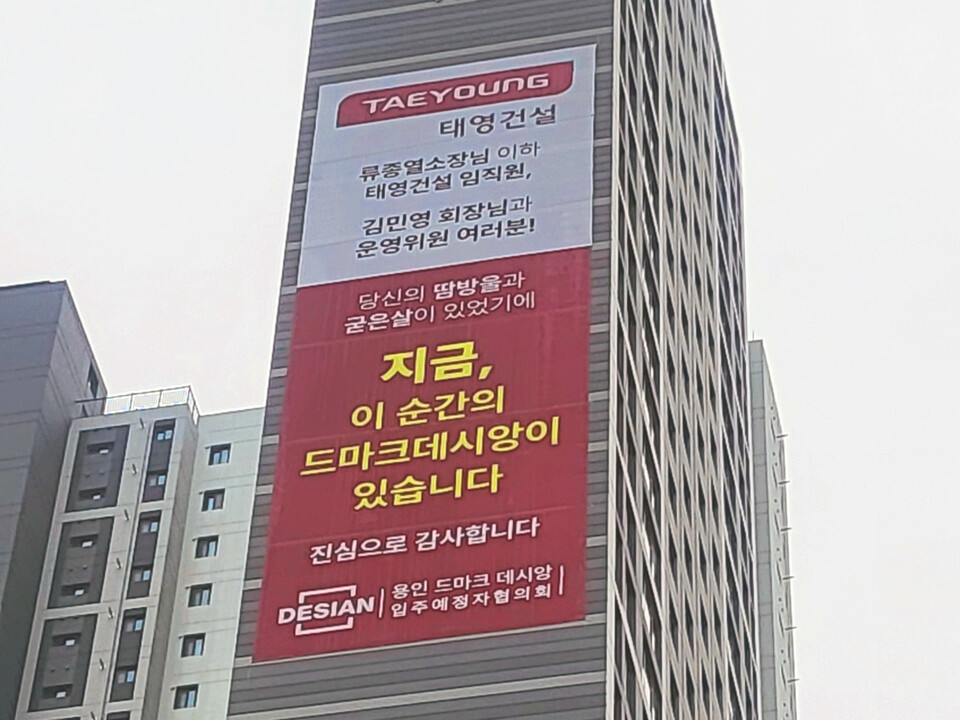 TAEYOUNG
태영건설
류종열소장님 이하
태영건설 임직원,
김민영 회장님과
운영위원 여러분!
당신의 땀방울과
굳은살이 있었기에
지금,
이 순간의
드마크데시앙이
있습니다
진심으로 감사합니다
DESIAN
용인 드마크 데시앙
입주예정자협의회